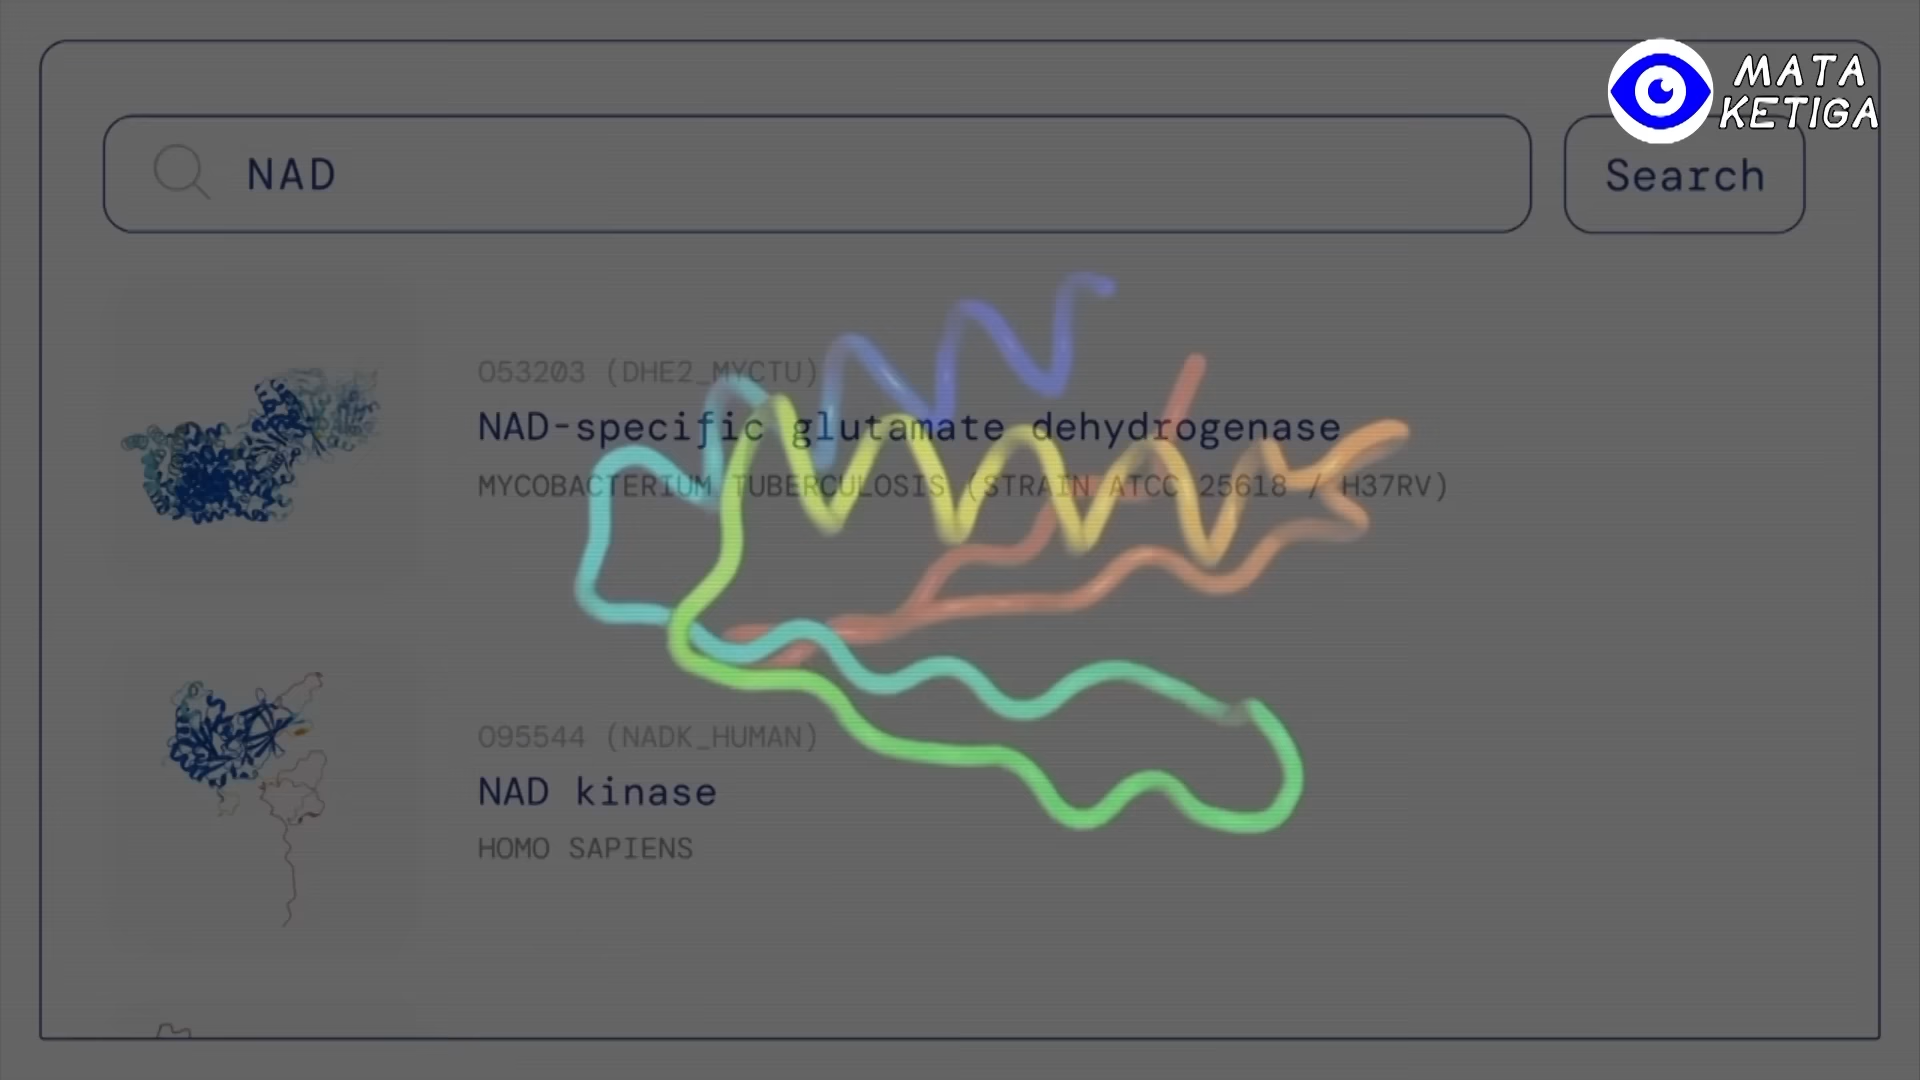 MATA
KETIGA
NAD
Search
O53203 (DHE2_MYCTU)
NAD-specific glutamate dehydrogenase
MYCOBACTERIUM TUBERCULOSIS (STRAIN ATCC 25618 / H37RV)
O95544 (NADK_HUMAN)
NAD kinase
HOMO SAPIENS